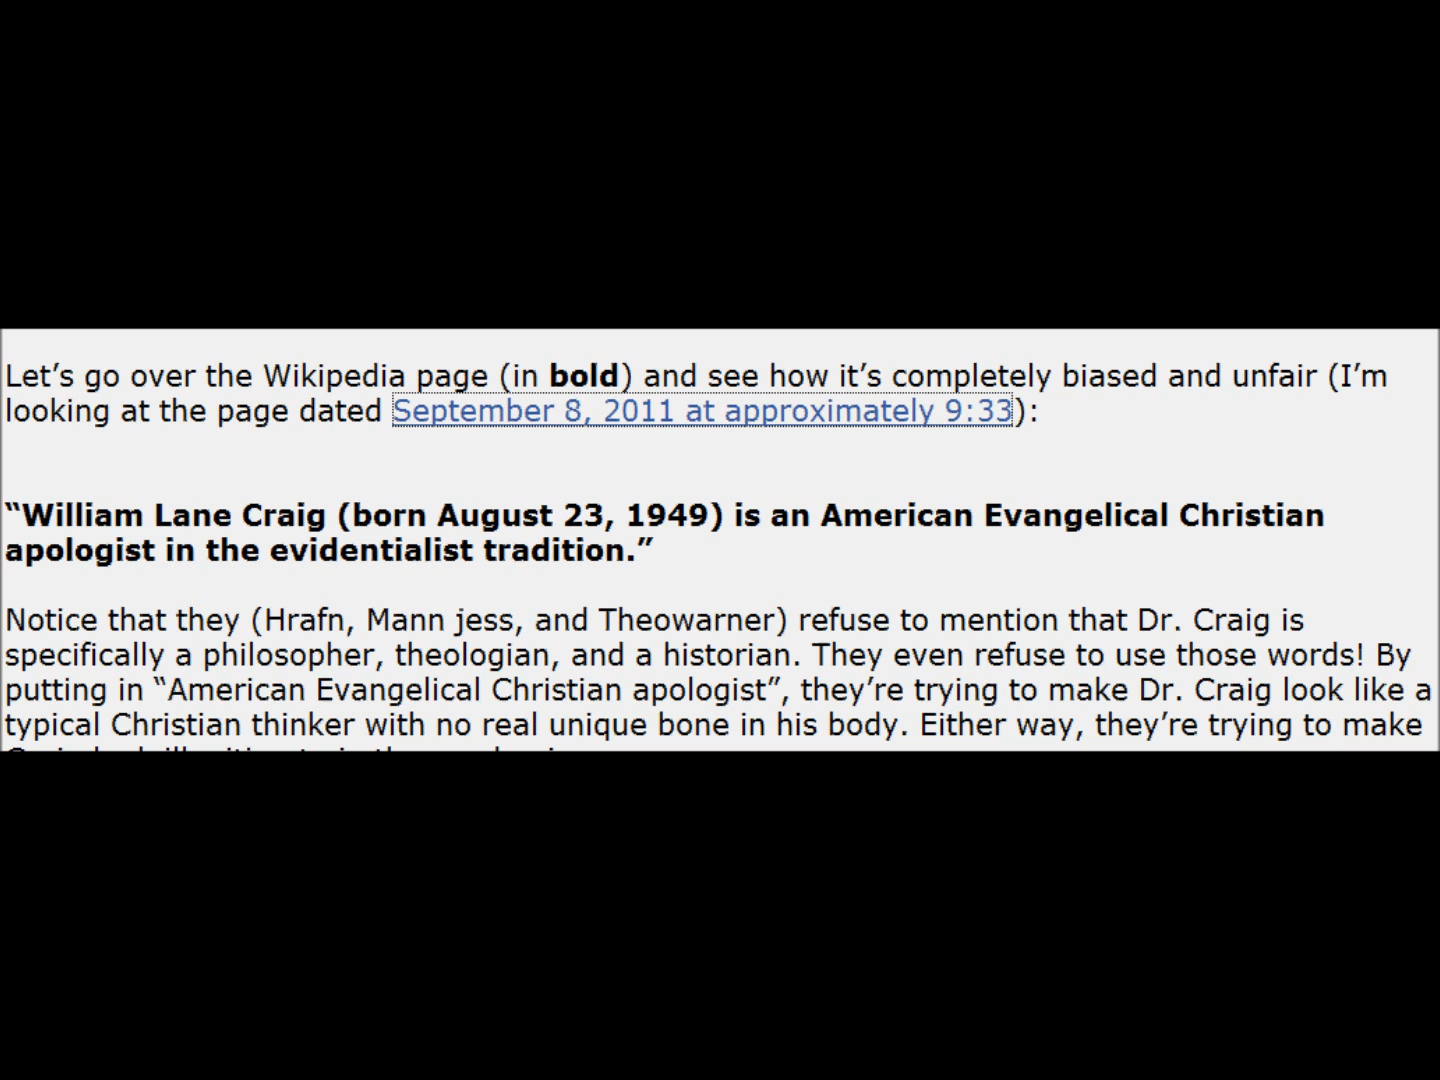 Let’s go over the Wikipedia page (in bold) and see how it’s completely biased and unfair (I’m
looking at the page dated September 8, 2011 at approximately 9:33):
“William Lane Craig (born August 23, 1949) is an American Evangelical Christian
apologist in the evidentialist tradition.”
Notice that they (Hrafn, Mann jess, and Theowarner) refuse to mention that Dr. Craig is
specifically a philosopher, theologian, and a historian. They even refuse to use those words! By
putting in “American Evangelical Christian apologist”, they’re trying to make Dr. Craig look like a
typical Christian thinker with no real unique bone in his body. Either way, they’re trying to make